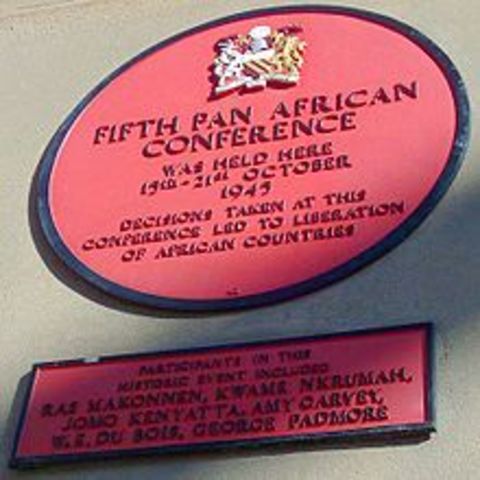 FIFTH PAN AFRICAN
CONFERENCE
WAS HELD HERE
15TH-21ST OCTOBER
1945
DECISIONS TAKEN AT THIS
CONFERENCE LED TO LIBERATION
OF AFRICAN COUNTRIES
PARTICIPANTS IN THIS
HISTORIC EVENT INCLUDED
RAS MAKONNEN, KWAME NKRUMAH,
JOMO KENYATTA, AMY GARVEY,
W.E. DU BOIS, GEORGE PADMORE